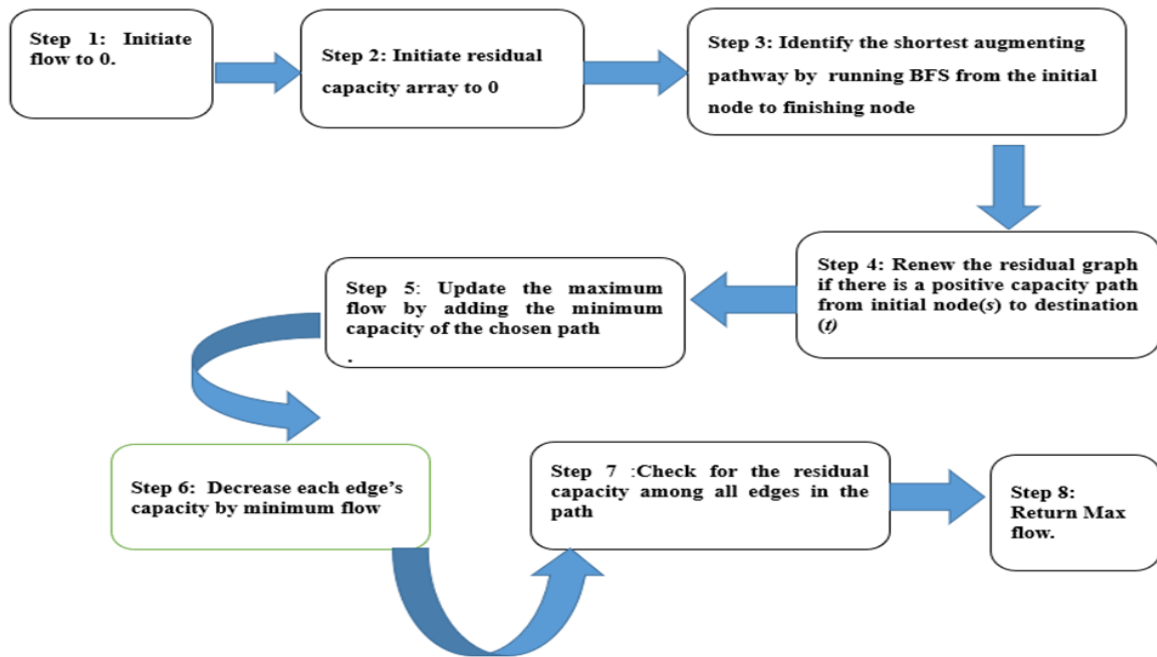 Step 1: Initiate
flow to 0.
Step 2: Initiate residual
capacity array to 0
Step 3: Identify the shortest augmenting
pathway by running BFS from the initial
node to finishing node
Step 4: Renew the residual graph
if there is a positive capacity path
from initial node(s) to destination
(t)
Step 5: Update the maximum
flow by adding the minimum
capacity of the chosen path
.
Step 6: Decrease each edge's
capacity by minimum flow
Step 7 :Check for the residual
capacity among all edges in the
path
Step 8:
Return Max
flow.